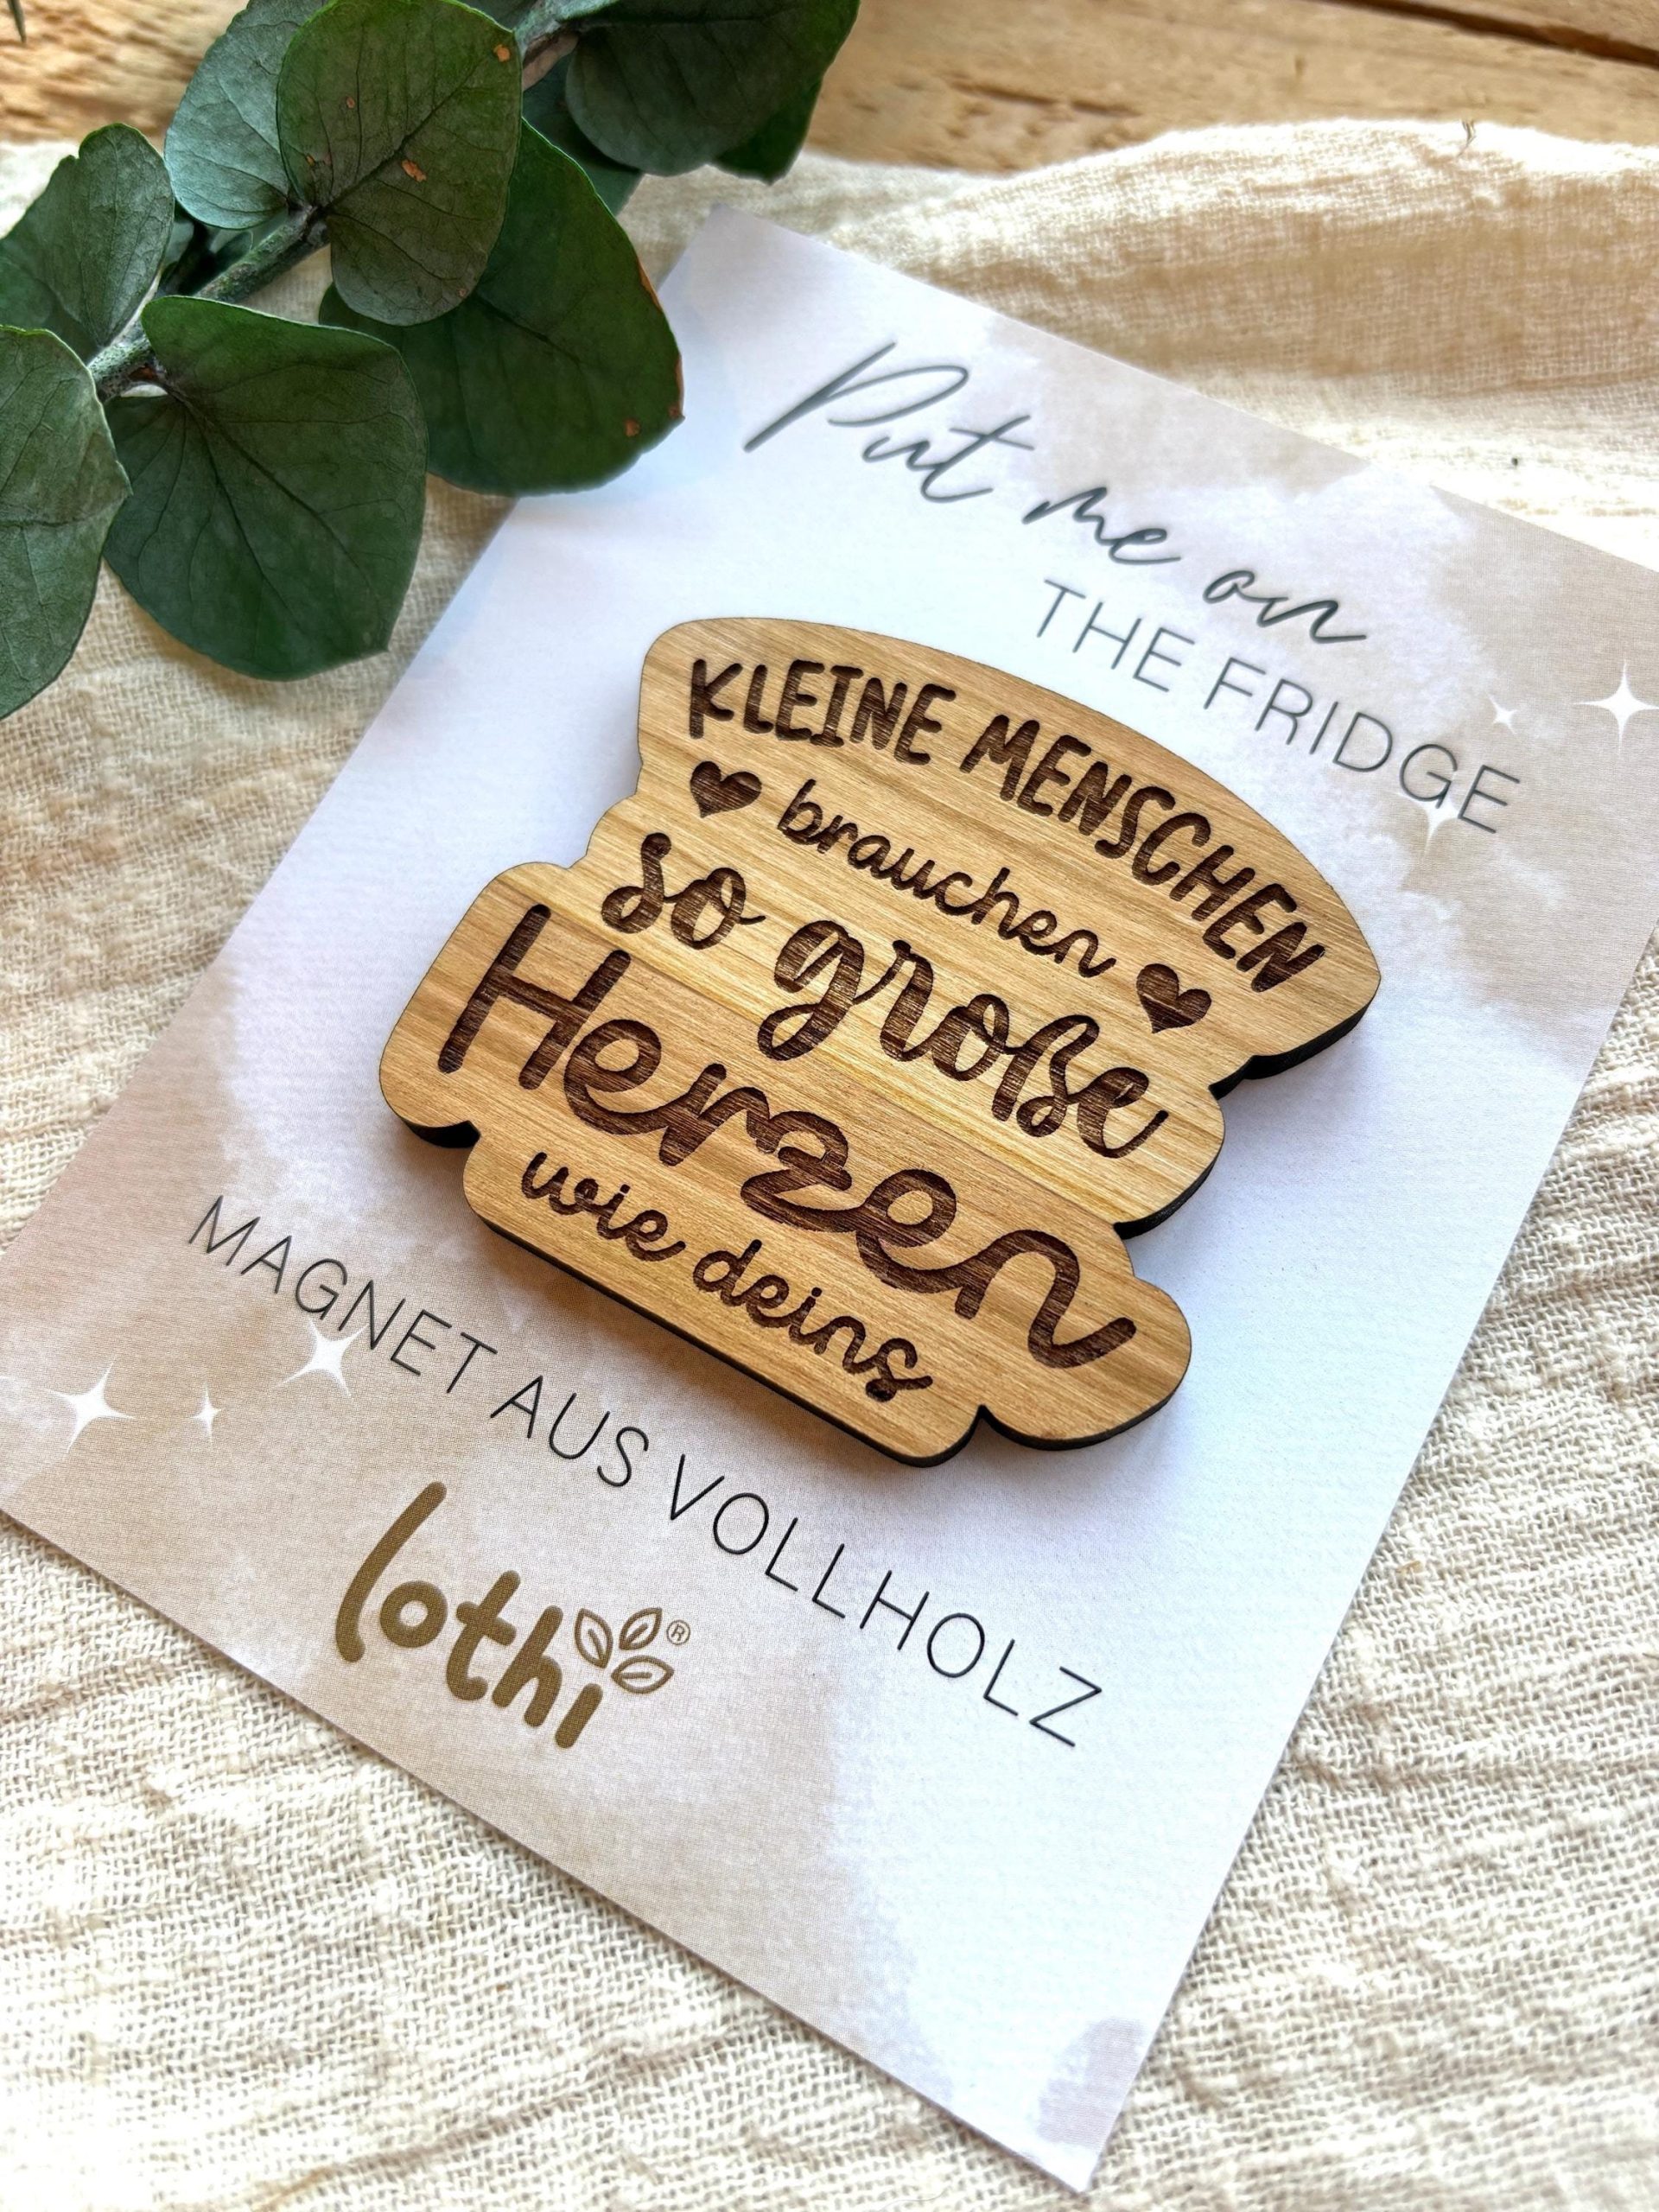 Put me on
THE FRIDGE
KLEINE MENSCHEN
brauchen
so große
Herzen
wie deins
MAGNET AUS VOLLHOLZ
lothi®